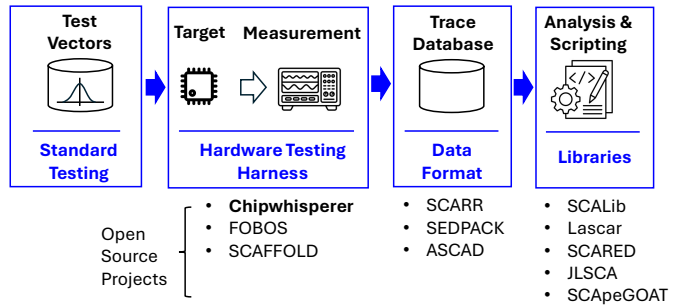 Test
Vectors
Standard
Testing
Target
Measurement
Hardware Testing
Harness
Trace
Database
Data
Format
Analysis &
Scripting
</>
Libraries
Open
Source
Projects
• Chipwhisperer
• FOBOS
• SCAFFOLD
• SCARR
• SEDPACK
• ASCAD
• SCALib
• Lascar
• SCARED
• JLSCA
• SCApeGOAT